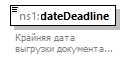 ns1:dateDeadline
Крайняя дата
выгрузки документа...